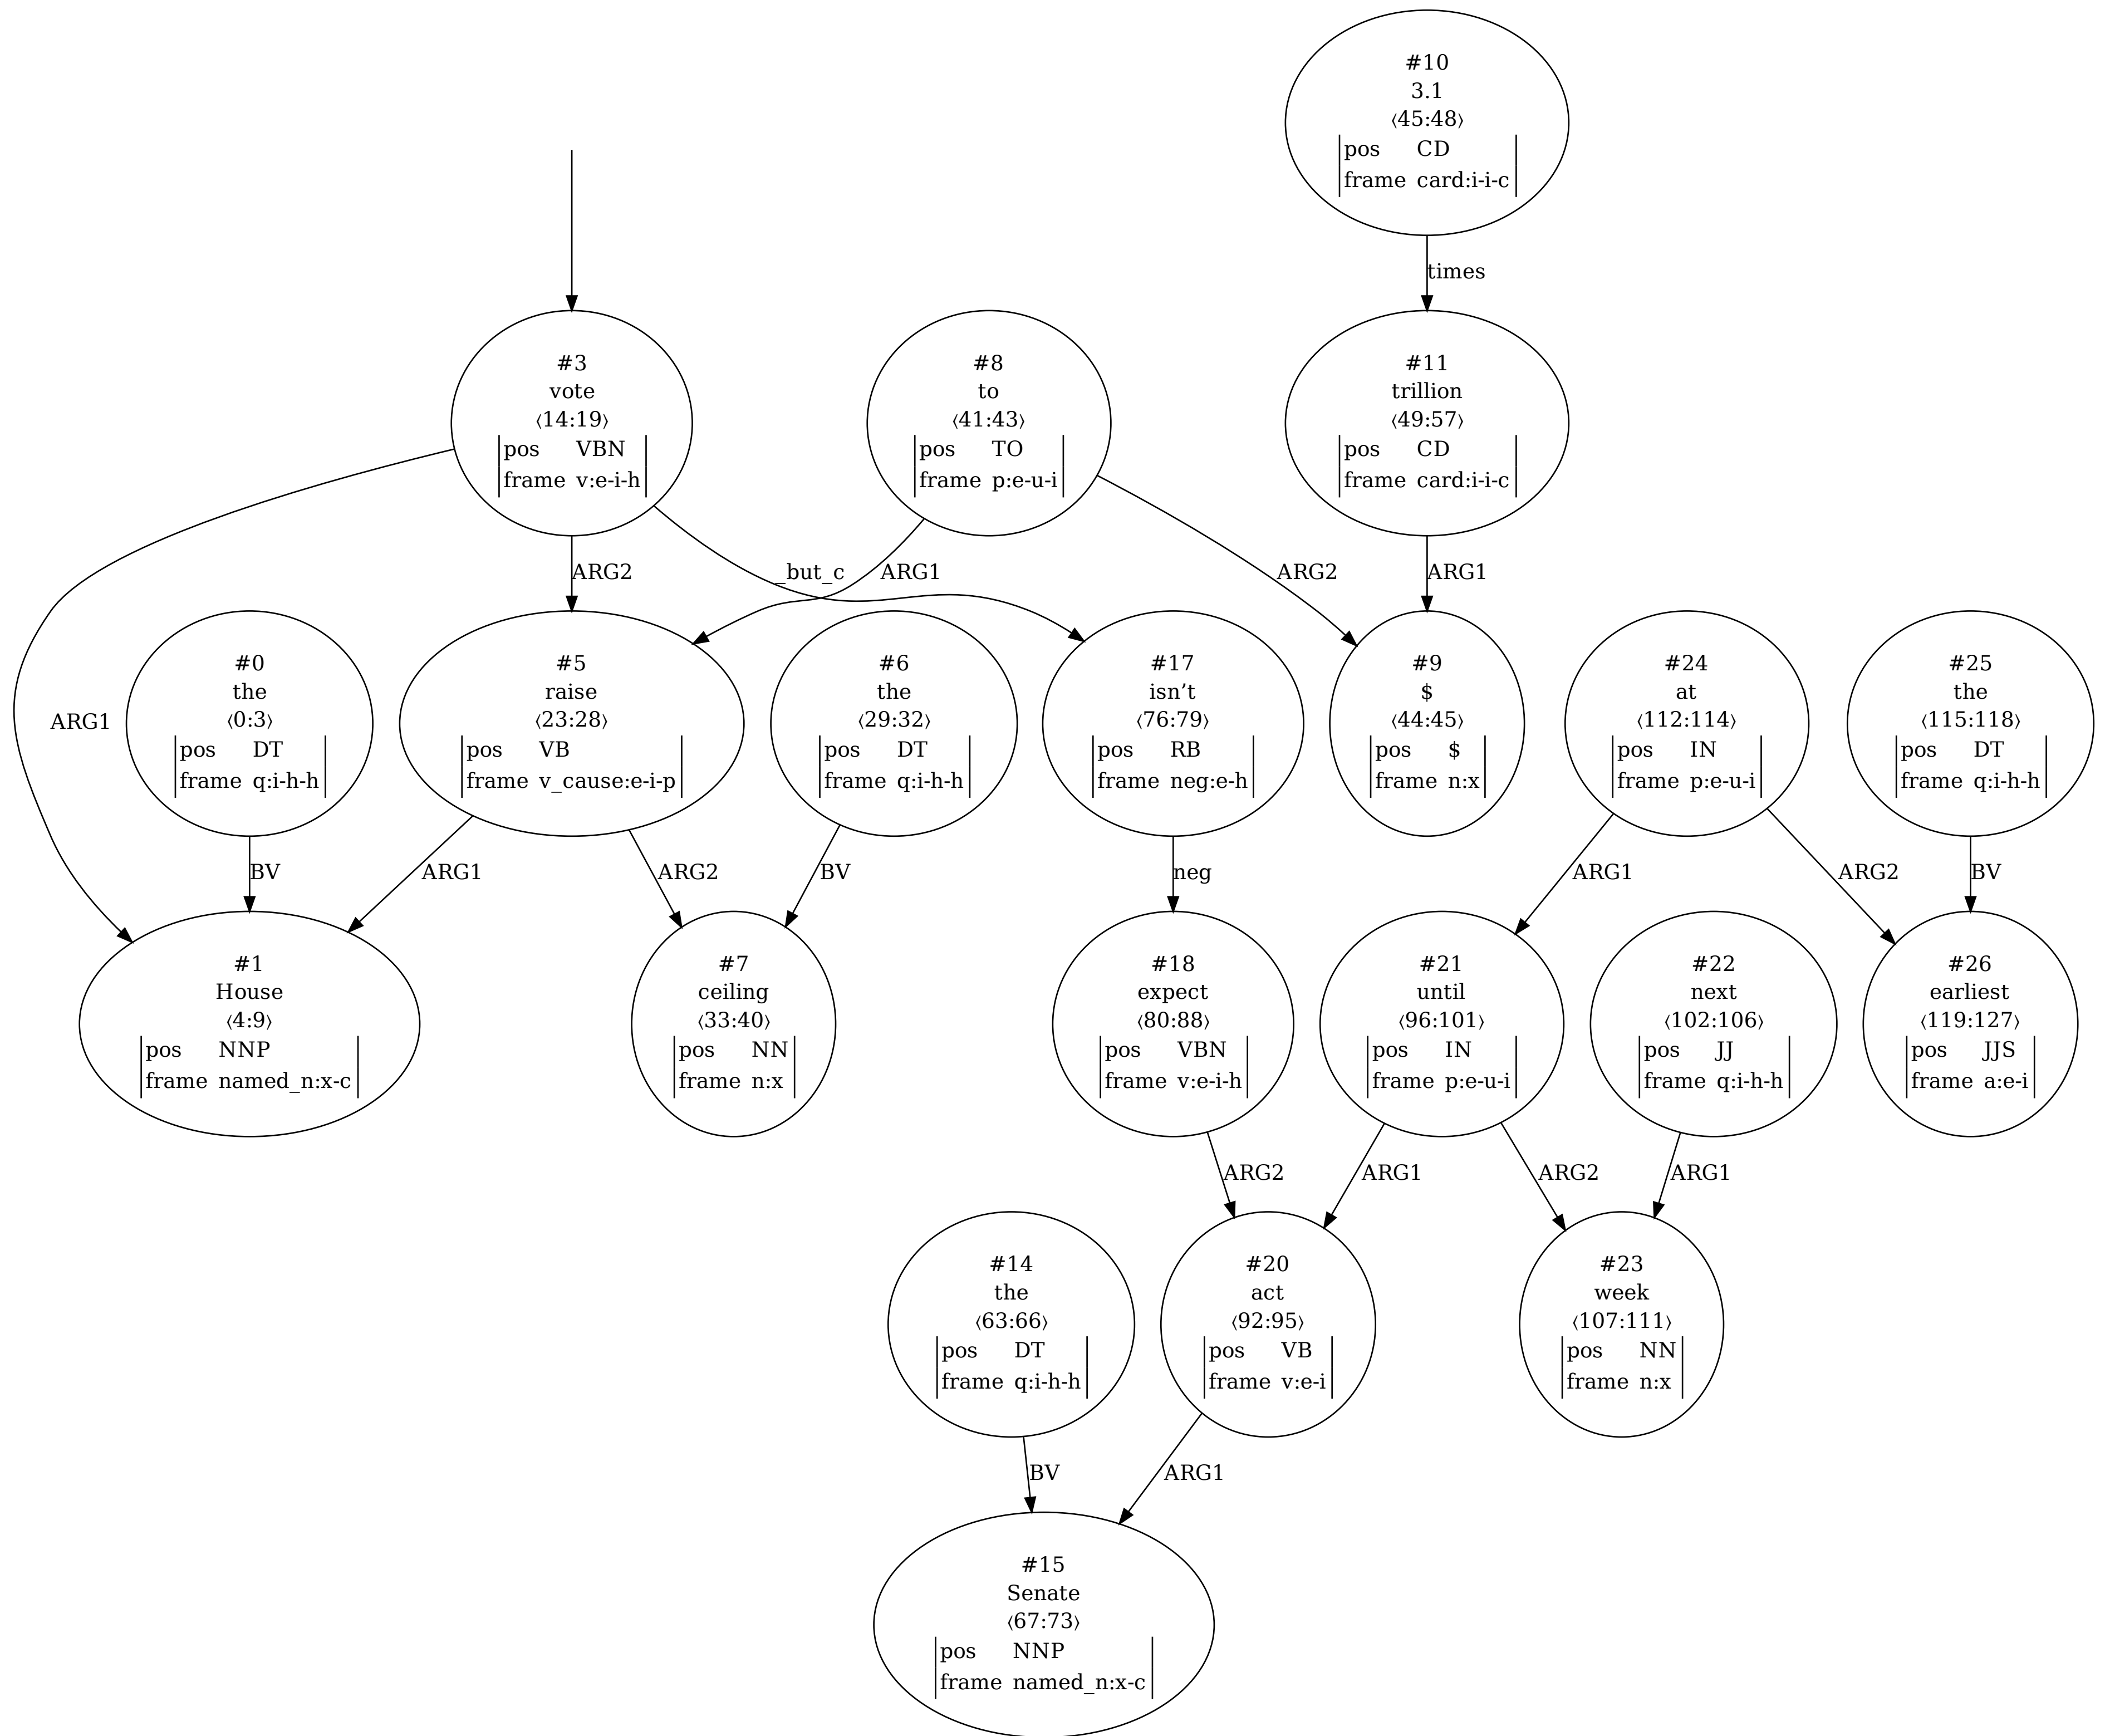 #10
3.1
⟨45:48⟩
pos CD
frame card:i-i-c
times
#3
vote
⟨14:19⟩
pos VBN
frame v:e-i-h
#8
to
⟨41:43⟩
pos TO
frame p:e-u-i
#11
trillion
⟨49:57⟩
pos CD
frame card:i-i-c
ARG2
_but_c
ARG1
ARG2
ARG1
ARG1
#0
the
⟨0:3⟩
pos DT
frame q:i-h-h
#5
raise
⟨23:28⟩
pos VB
frame v_cause:e-i-p
#6
the
⟨29:32⟩
pos DT
frame q:i-h-h
#17
isn’t
⟨76:79⟩
pos RB
frame neg:e-h
#9
$
⟨44:45⟩
pos $
frame n:x
#24
at
⟨112:114⟩
pos IN
frame p:e-u-i
#25
the
⟨115:118⟩
pos DT
frame q:i-h-h
BV
ARG1
ARG2
BV
neg
ARG1
ARG2
BV
#1
House
⟨4:9⟩
pos NNP
frame named_n:x-c
#7
ceiling
⟨33:40⟩
pos NN
frame n:x
#18
expect
⟨80:88⟩
pos VBN
frame v:e-i-h
#21
until
⟨96:101⟩
pos IN
frame p:e-u-i
#22
next
⟨102:106⟩
pos JJ
frame q:i-h-h
#26
earliest
⟨119:127⟩
pos JJS
frame a:e-i
ARG2
ARG1
ARG2
ARG1
#14
the
⟨63:66⟩
pos DT
frame q:i-h-h
#20
act
⟨92:95⟩
pos VB
frame v:e-i
#23
week
⟨107:111⟩
pos NN
frame n:x
BV
ARG1
#15
Senate
⟨67:73⟩
pos NNP
frame named_n:x-c